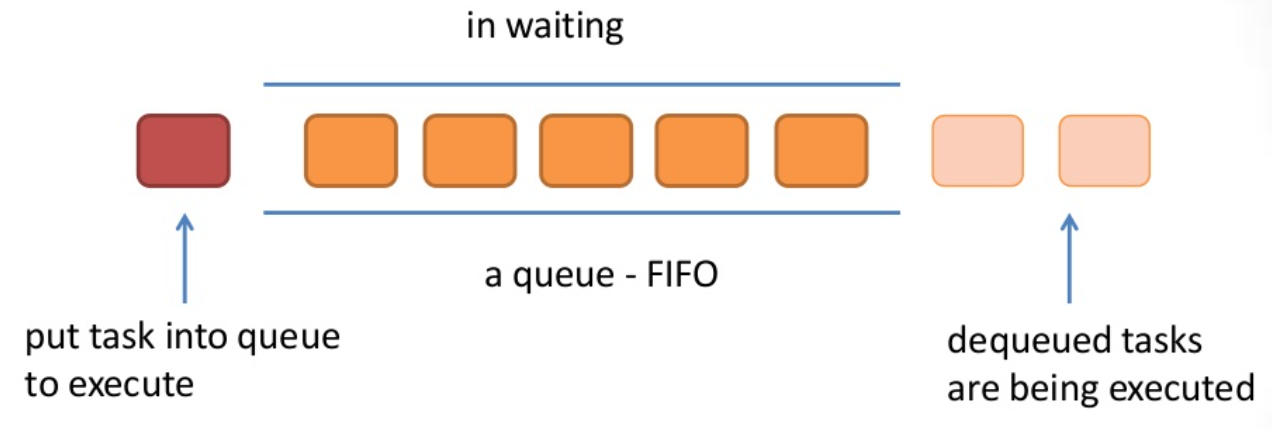 in waiting
a queue - FIFO
put task into queue
to execute
dequeued tasks
are being executed